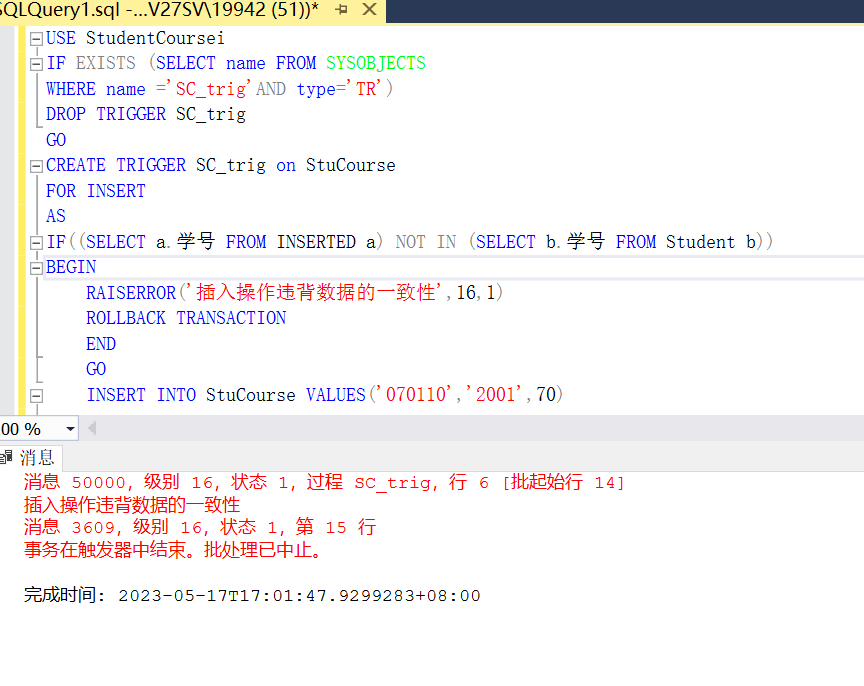 SQLQuery1.sql -...V27SV\19942 (51))*
USE StudentCoursei
IF EXISTS (SELECT name FROM SYSOBJECTS
WHERE name ='SC_trig'AND type='TR')
DROP TRIGGER SC_trig
GO
CREATE TRIGGER SC_trig on StuCourse
FOR INSERT
AS
IF((SELECT a.学号 FROM INSERTED a) NOT IN (SELECT b.学号 FROM Student b))
BEGIN
RAISERROR('插入操作违背数据的一致性',16,1)
ROLLBACK TRANSACTION
END
GO
INSERT INTO StuCourse VALUES('070110','2001',70)
00 %
消息
消息 50000, 级别 16, 状态 1, 过程 SC_trig, 行 6 [批起始行 14]
插入操作违背数据的一致性
消息 3609, 级别 16, 状态 1, 第 15 行
事务在触发器中结束。批处理已中止。
完成时间: 2023-05-17T17:01:47.9299283+08:00